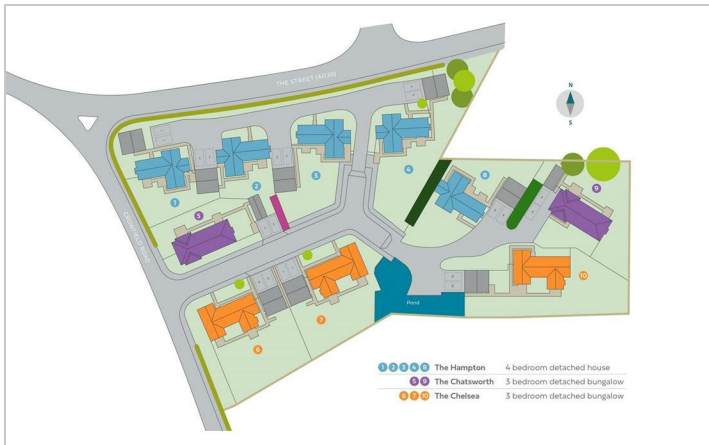 THE STREET (A1120)
N
S
CROWFIELD ROAD
1
2
3
4
5
6
7
8
9
10
Pond
1 2 3 4 8 The Hampton 4 bedroom detached house
5 9 The Chatsworth 3 bedroom detached bungalow
6 7 10 The Chelsea 3 bedroom detached bungalow